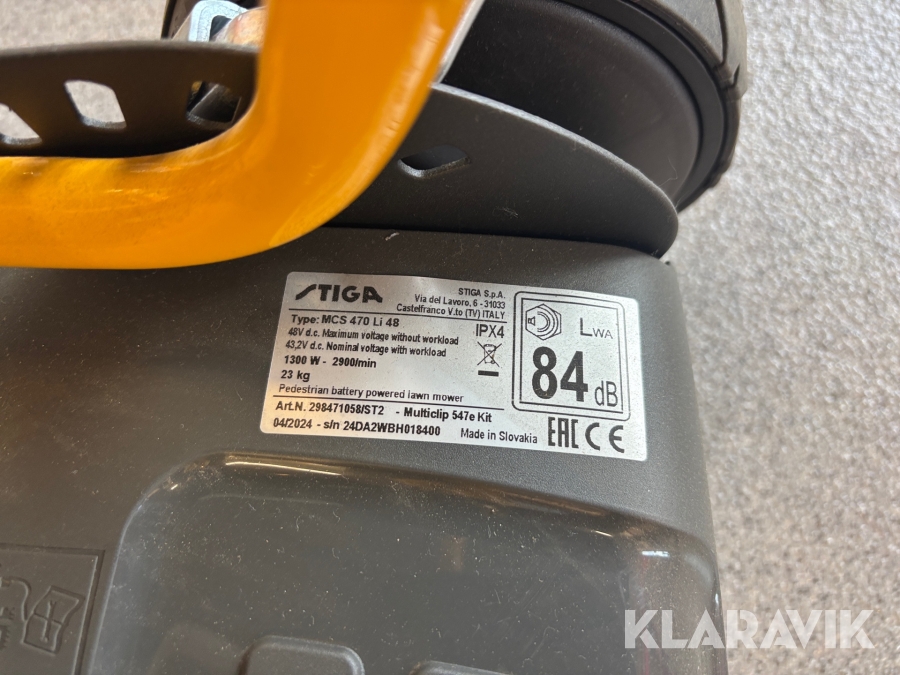 STIGA
STIGA S.p.A.
Via del Lavoro, 6 - 31033
Castelfranco V.to (TV) ITALY
Type: MCS 470 Li 48
IPX4
48V d.c. Maximum voltage without workload
43,2V d.c. Nominal voltage with workload
1300 W - 2900/min
23 kg
Pedestrian battery powered lawn mower
LWA
84 dB
Art.N. 298471058/ST2 - Multiclip 547e Kit
04/2024 - s/n 24DA2WBH018400
Made in Slovakia
EAC CE
KLARAVIK